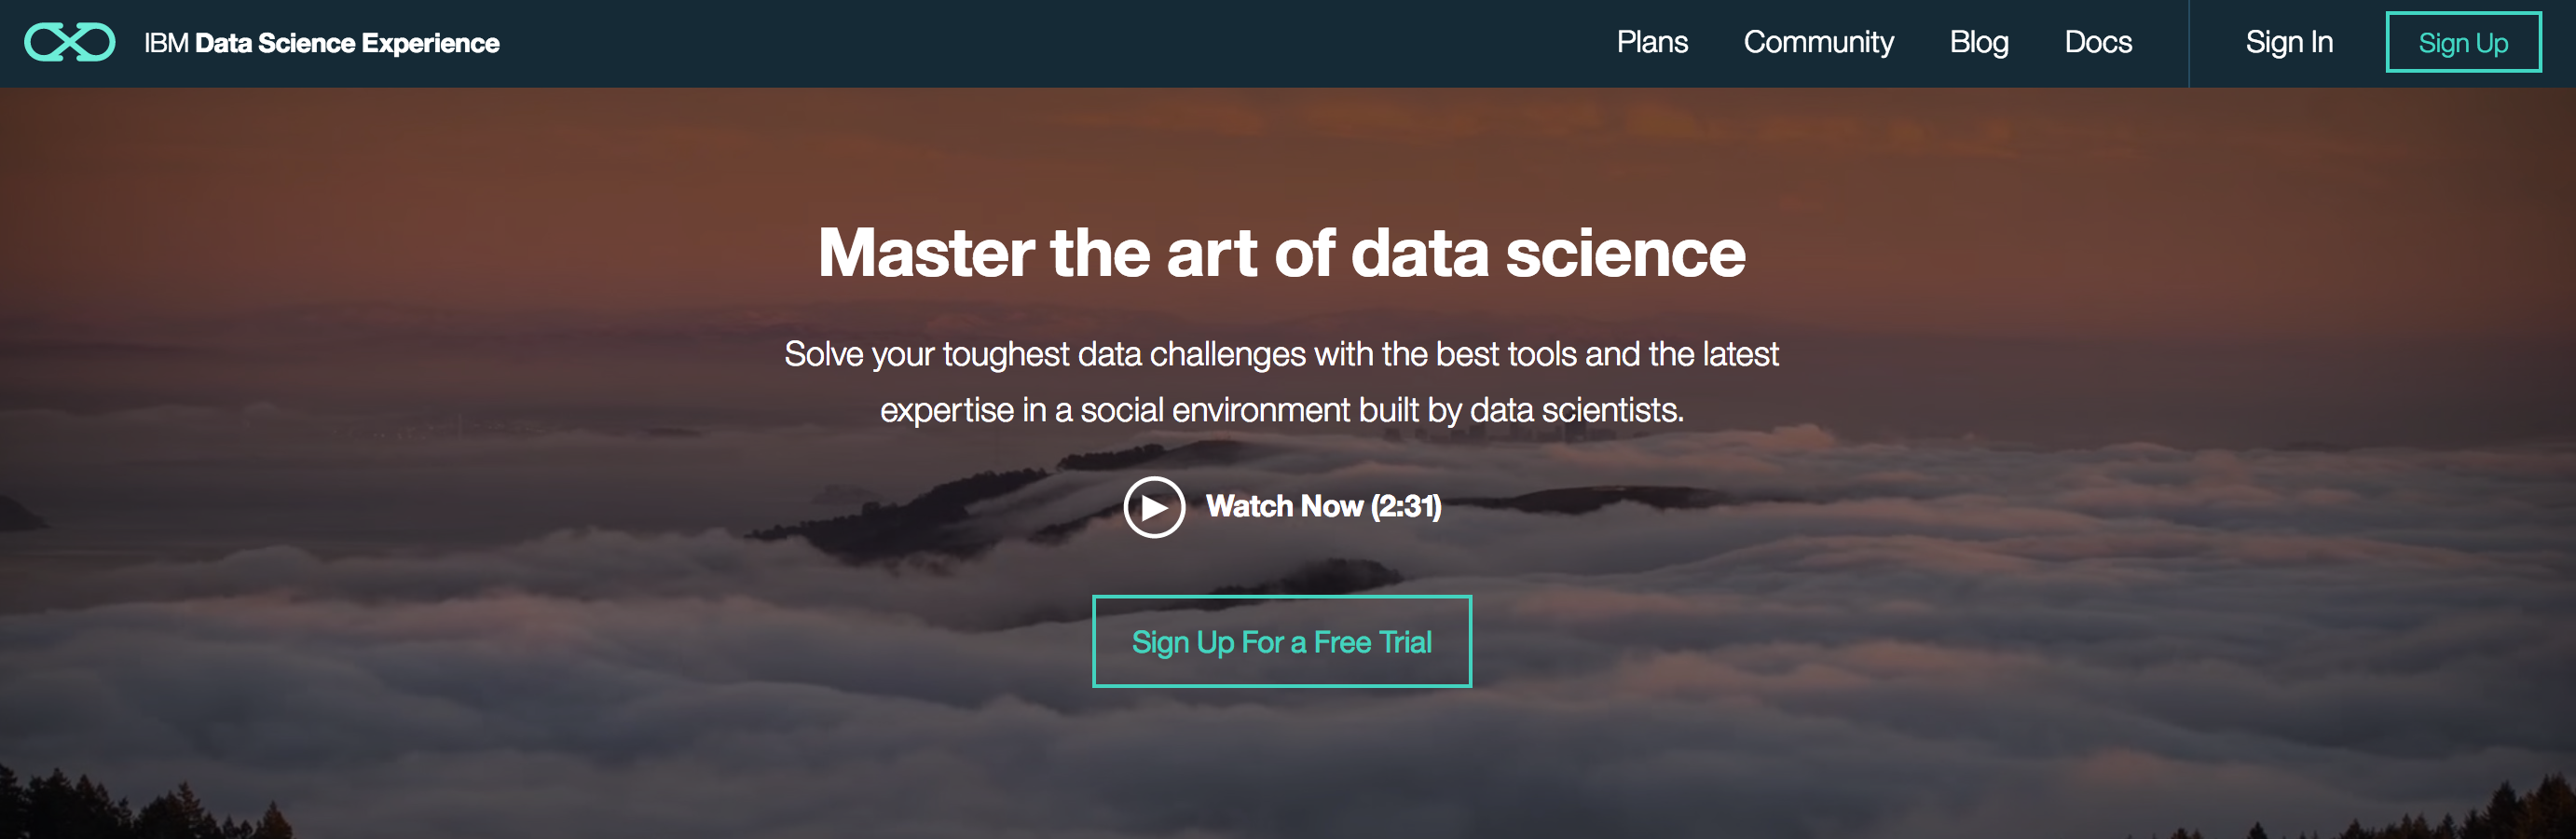 IBM Data Science Experience
Plans
Community
Blog
Docs
Sign In
Sign Up
Master the art of data science
Solve your toughest data challenges with the best tools and the latest
expertise in a social environment built by data scientists.
Watch Now (2:31)
Sign Up For a Free Trial